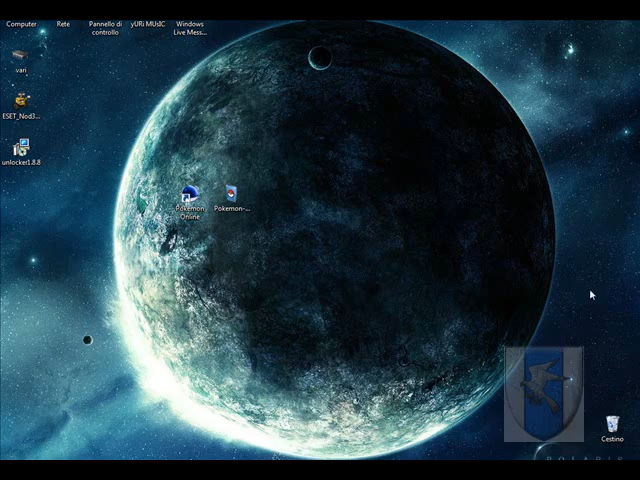 Computer
Rete
Pannello di
controllo
yURi MUsIC
Windows
Live Mess...
vari
ESET_Nod3...
unlocker1.8.8
Pokemon
Online
Pokemon-...
Cestino
POLARIS